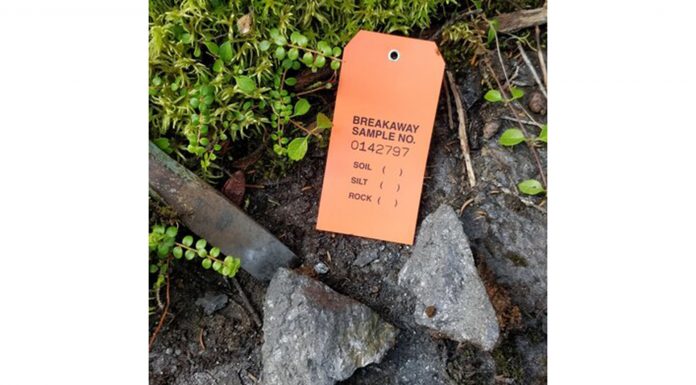 BREAKAWAY
SAMPLE NO.
0142797
SOIL ( )
SILT ( )
ROCK ( )